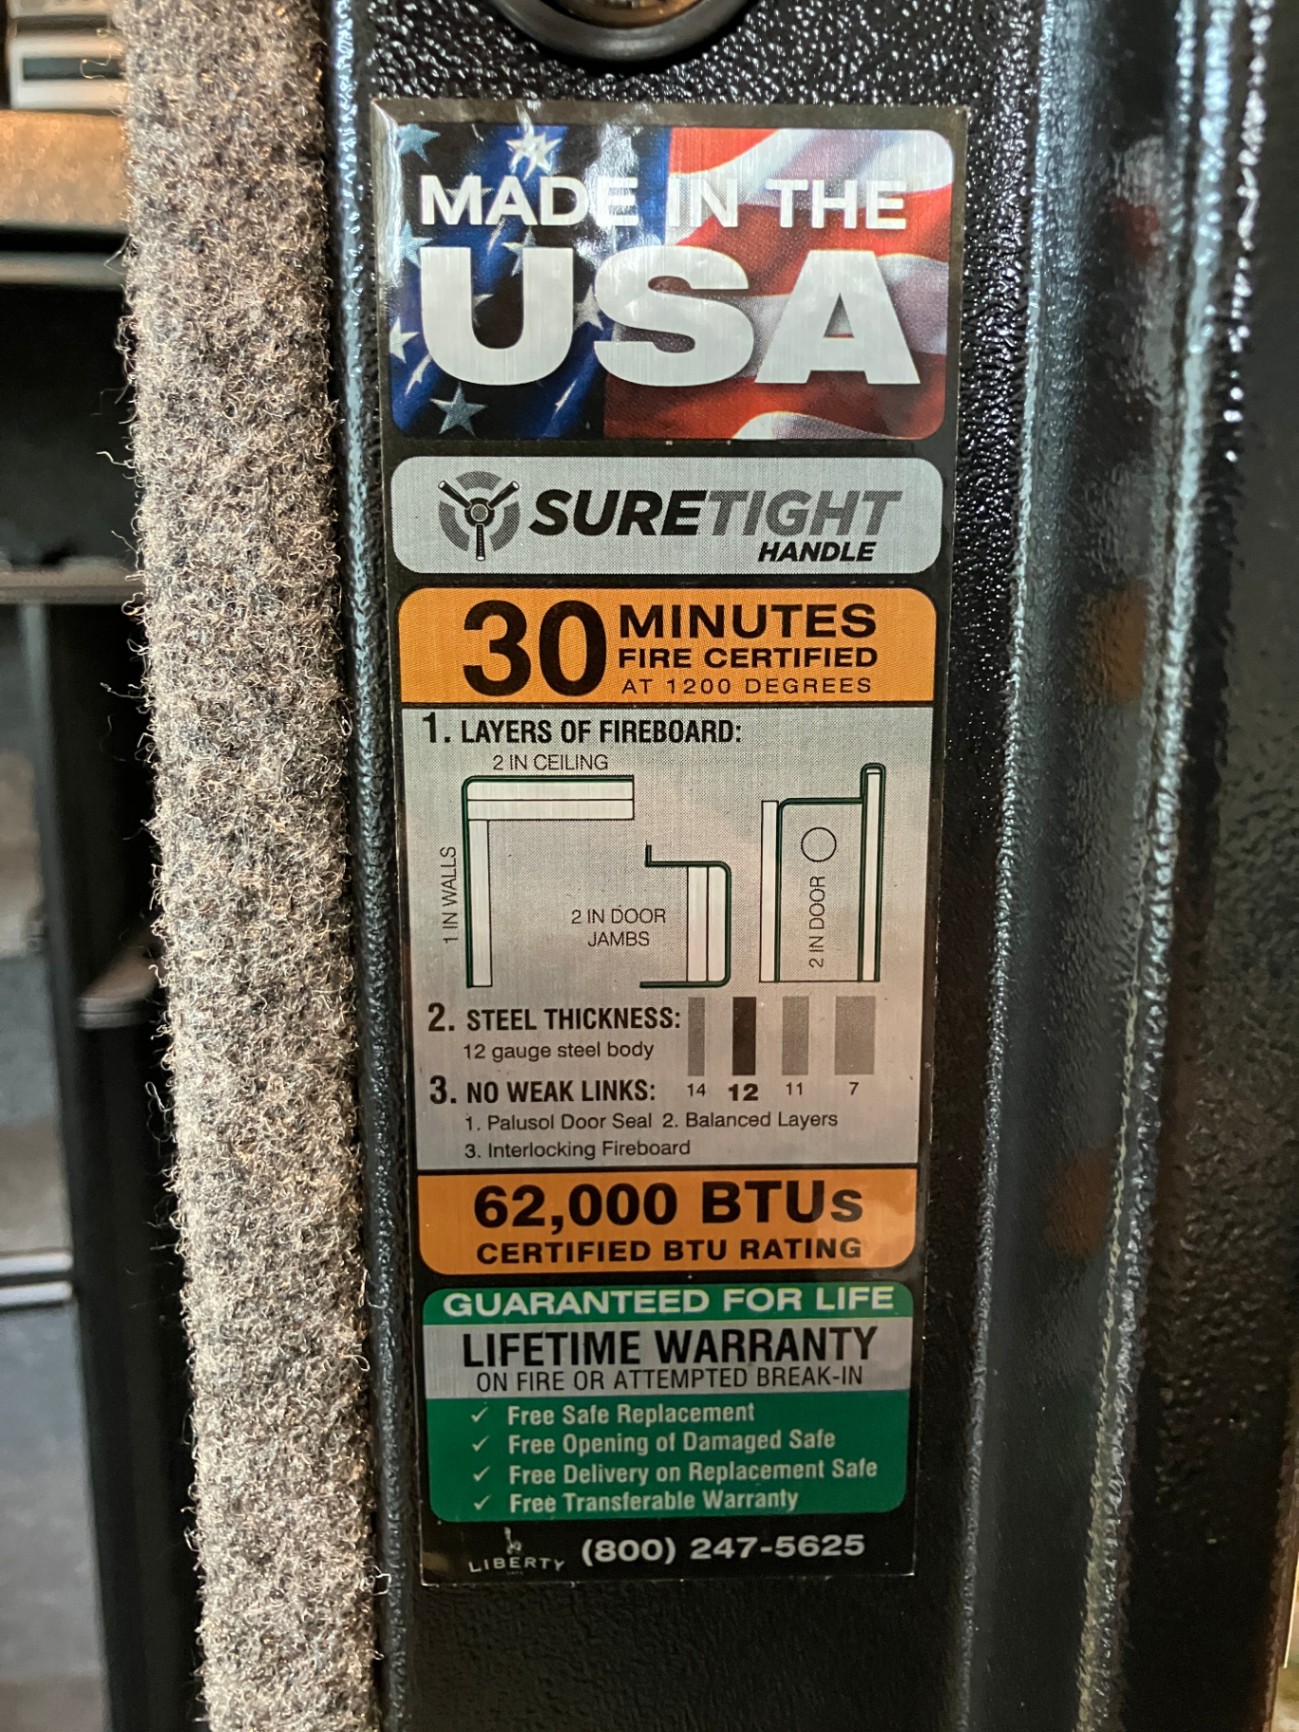 MADE IN THE
USA
SURETIGHT
HANDLE
30 MINUTES
FIRE CERTIFIED
AT 1200 DEGREES
1. LAYERS OF FIREBOARD:
2 IN CEILING
1 IN WALLS
2 IN DOOR
JAMBS
2 IN DOOR
2. STEEL THICKNESS:
12 gauge steel body
14 12 11 7
3. NO WEAK LINKS:
1. Palusol Door Seal 2. Balanced Layers
3. Interlocking Fireboard
62,000 BTUs
CERTIFIED BTU RATING
GUARANTEED FOR LIFE
LIFETIME WARRANTY
ON FIRE OR ATTEMPTED BREAK-IN
✓ Free Safe Replacement
✓ Free Opening of Damaged Safe
✓ Free Delivery on Replacement Safe
✓ Free Transferable Warranty
LIBERTY (800) 247-5625